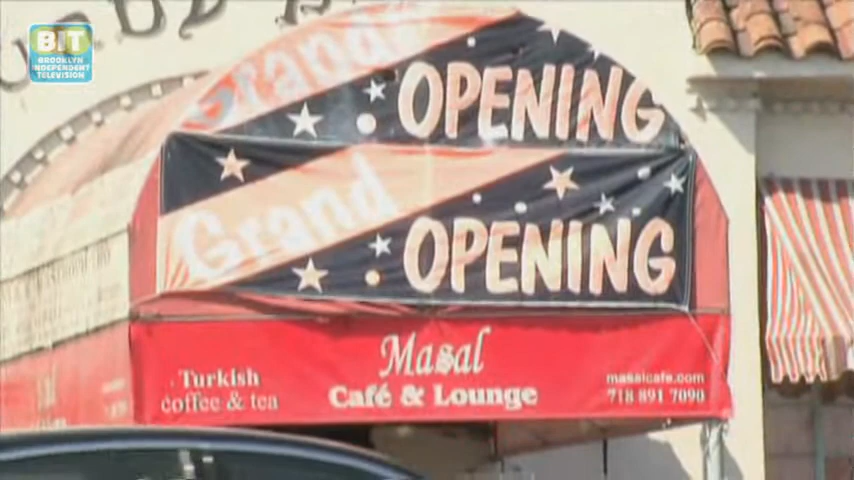 BIT
BROOKLYN
INDEPENDENT
TELEVISION
Grand
OPENING
Grand
OPENING
Masal
Café & Lounge
Turkish
coffee & tea
masalcafe.com
718 891 7090